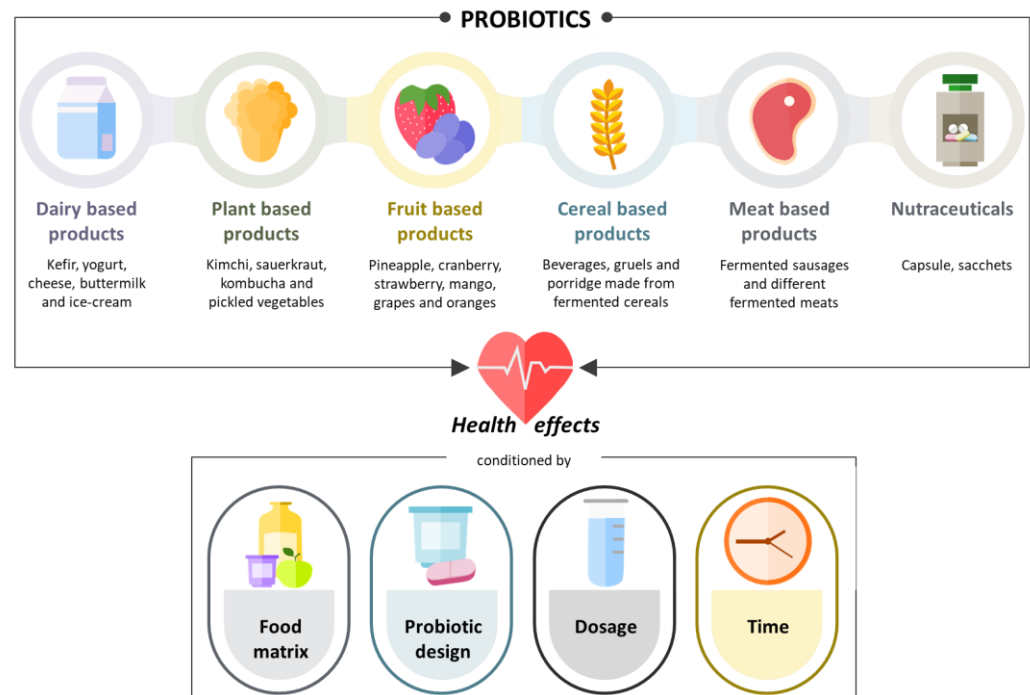 PROBIOTICS
Dairy based
products
Kefir, yogurt,
cheese, buttermilk
and ice-cream
Plant based
products
Kimchi, sauerkraut,
kombucha and
pickled vegetables
Fruit based
products
Pineapple, cranberry,
strawberry, mango,
grapes and oranges
Cereal based
products
Beverages, gruels and
porridge made from
fermented cereals
Meat based
products
Fermented sausages
and different
fermented meats
Nutraceuticals
Capsule, sacchets
Health effects
conditioned by
Food
matrix
Probiotic
design
Dosage
Time